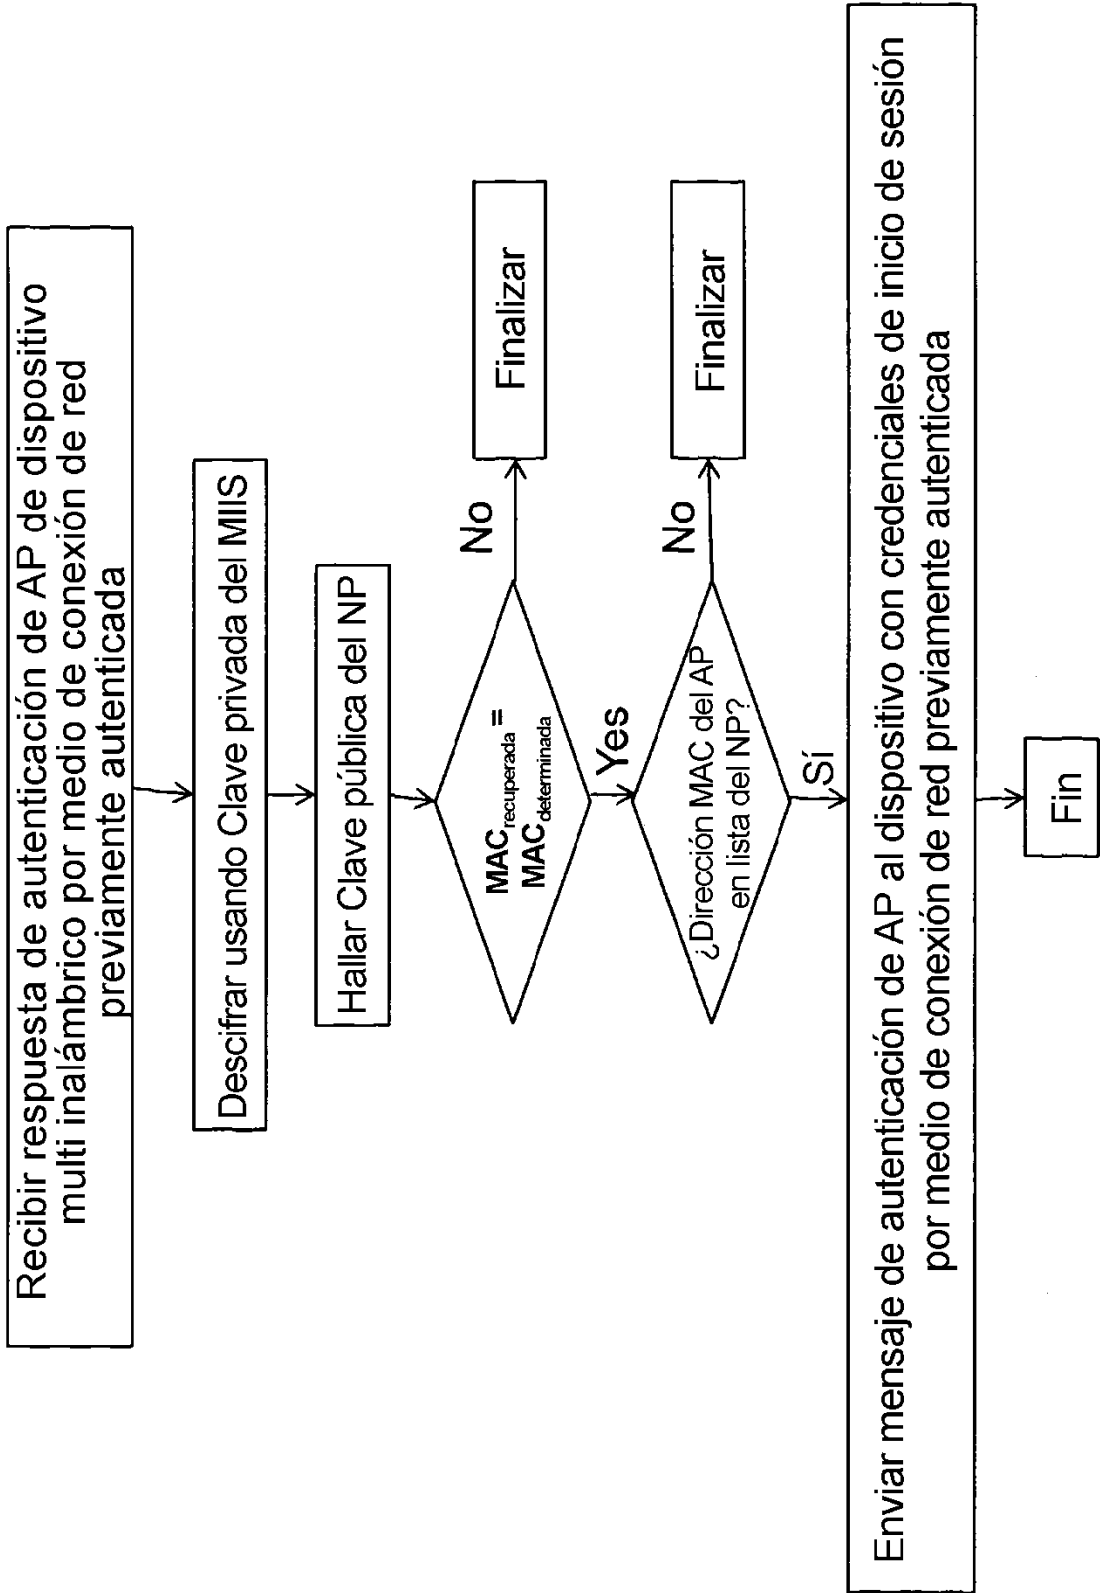 Recibir respuesta de autenticación de AP de dispositivo
multi inalámbrico por medio de conexión de red
previamente autenticada
Descifrar usando Clave privada del MIIS
Hallar Clave pública del NP
MACrecuperada =
MACdeterminada
No
Finalizar
Yes
¿Dirección MAC del AP
en lista del NP?
No
Finalizar
Sí
Enviar mensaje de autenticación de AP al dispositivo con credenciales de inicio de sesión
por medio de conexión de red previamente autenticada
Fin